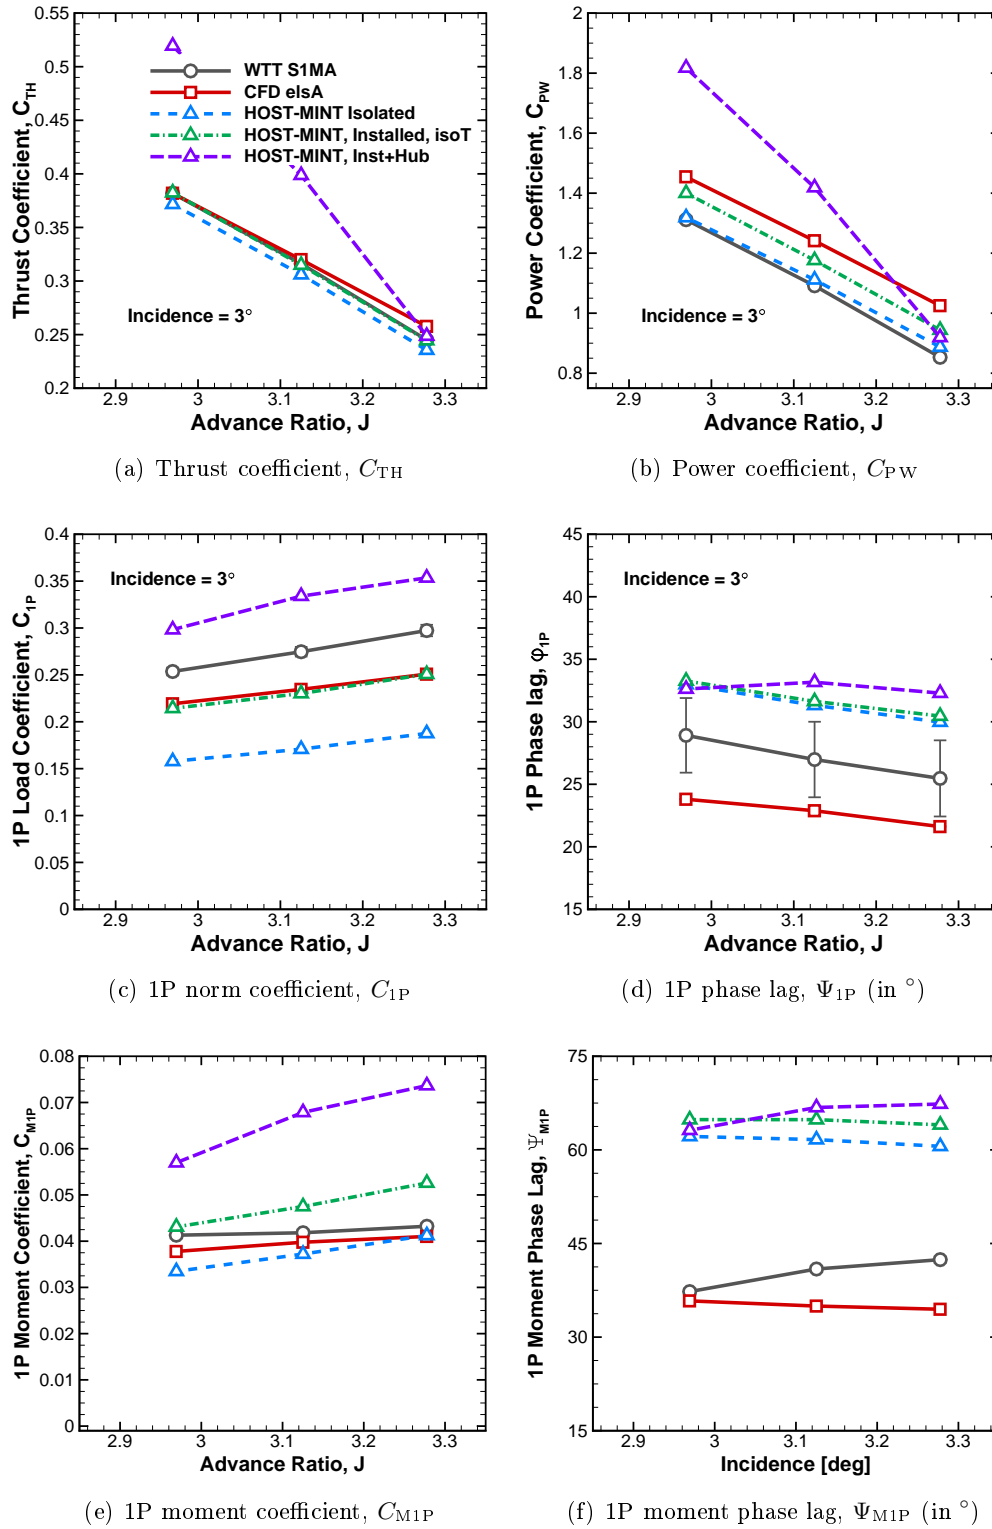 Thrust Coefficient, C_TH
0.55
0.5
0.45
0.4
0.35
0.3
0.25
0.2
WTT S1MA
CFD elsA
HOST-MINT Isolated
HOST-MINT, Installed, isoT
HOST-MINT, Inst+Hub
Incidence = 3°
2.9 3 3.1 3.2 3.3
Advance Ratio, J
(a) Thrust coefficient, C_TH
Power Coefficient, C_PW
2
1.8
1.6
1.4
1.2
1
0.8
Incidence = 3°
2.9 3 3.1 3.2 3.3
Advance Ratio, J
(b) Power coefficient, C_PW
1P Load Coefficient, C_1P
0.4
0.35
0.3
0.25
0.2
0.15
0.1
0.05
0
Incidence = 3°
2.9 3 3.1 3.2 3.3
Advance Ratio, J
(c) 1P norm coefficient, C_1P
1P Phase lag, φ_1P
45
40
35
30
25
20
15
Incidence = 3°
2.9 3 3.1 3.2 3.3
Advance Ratio, J
(d) 1P phase lag, Ψ_1P (in °)
1P Moment Coefficient, C_M1P
0.08
0.07
0.06
0.05
0.04
0.03
0.02
0.01
0
2.9 3 3.1 3.2 3.3
Advance Ratio, J
(e) 1P moment coefficient, C_M1P
1P Moment Phase Lag, Ψ_M1P
75
60
45
30
15
2.9 3 3.1 3.2 3.3
Incidence [deg]
(f) 1P moment phase lag, Ψ_M1P (in °)